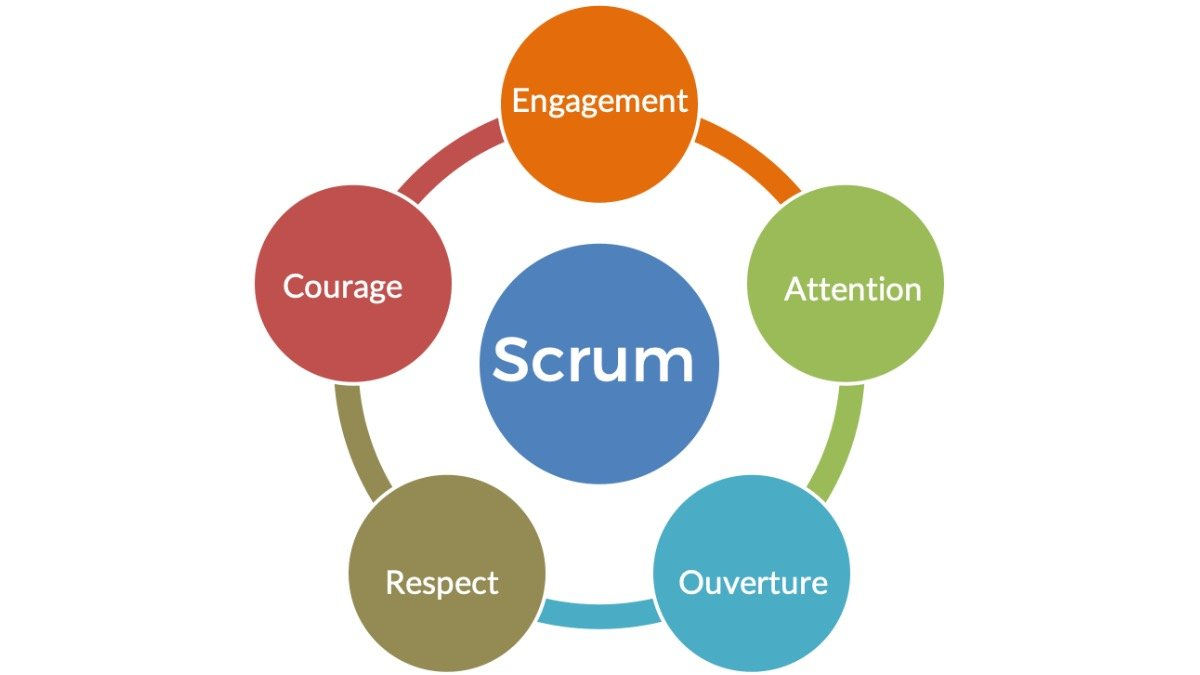 Engagement
Courage
Attention
Scrum
Respect
Ouverture